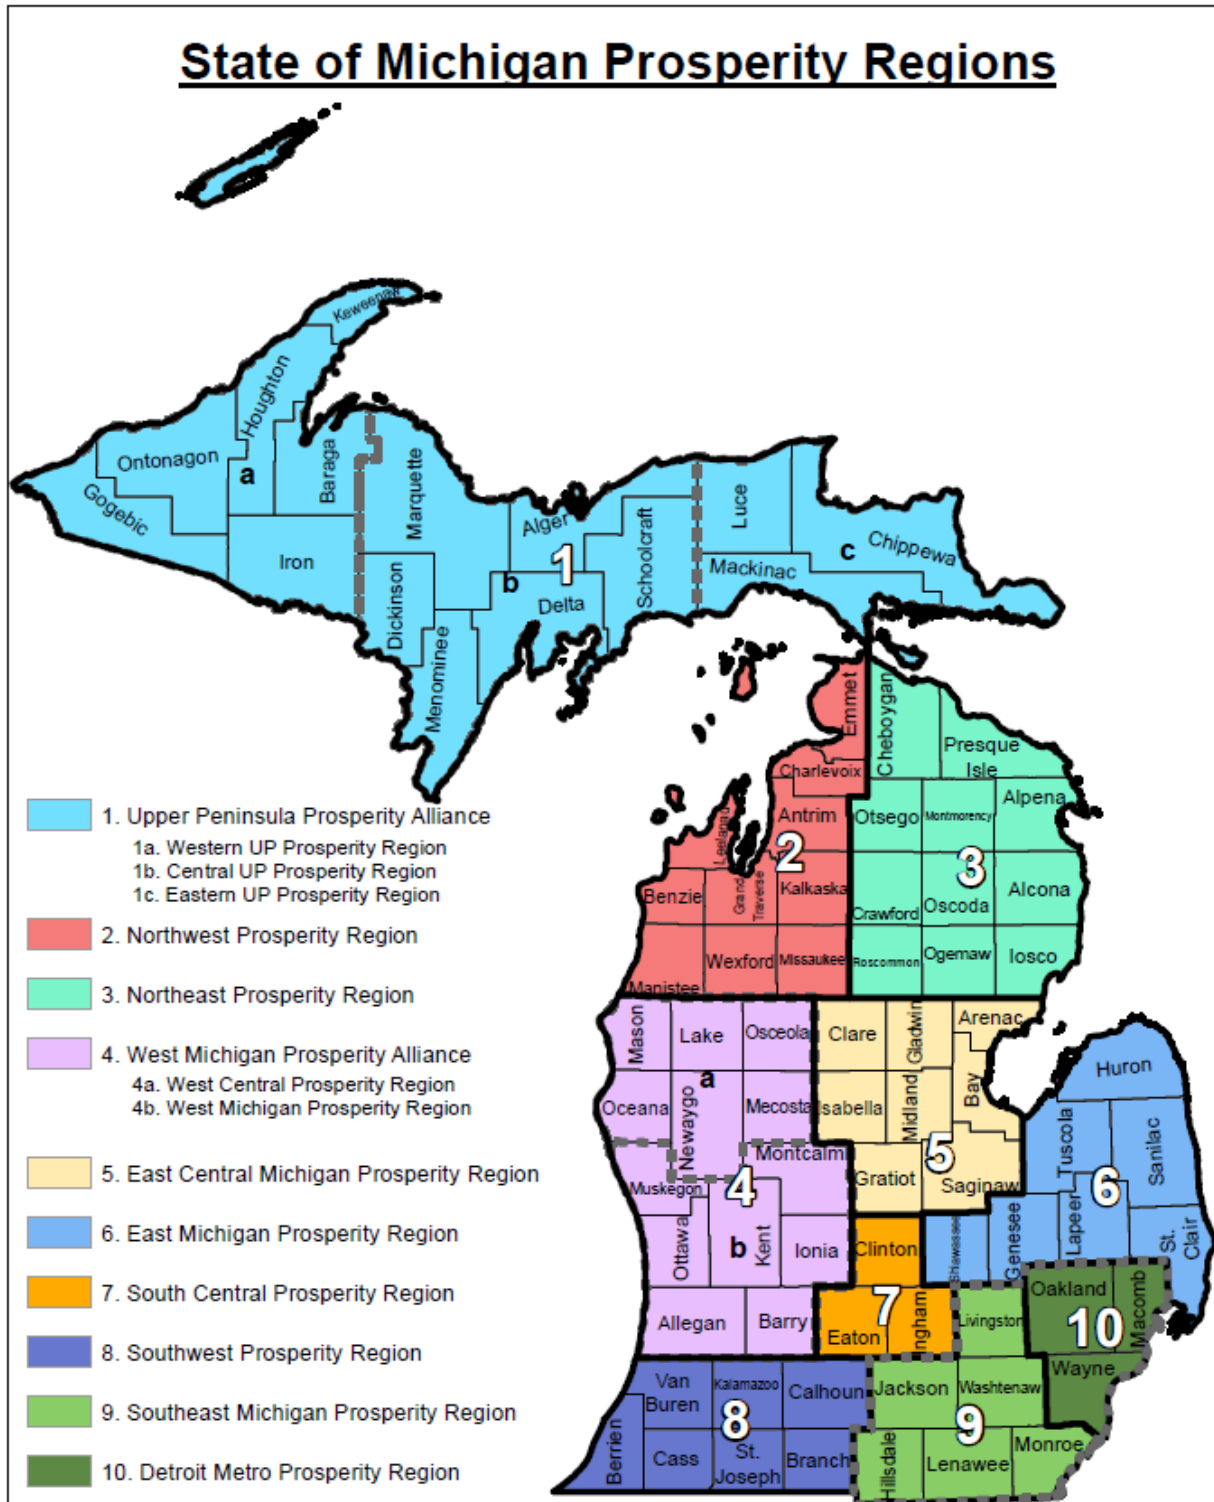 State of Michigan Prosperity Regions
Keweenaw
Houghton
Ontonagon
a
Baraga
Gogebic
Iron
Marquette
Alger
Luce
Schoolcraft
c
Chippewa
Mackinac
1
b
Delta
Dickinson
Menominee
Emmet
Cheboygan
Presque
Isle
Charlevoix
Antrim
Otsego
Montmorency
Alpena
Leelanau
2
3
Benzie
Grand
Traverse
Kalkaska
Crawford
Oscoda
Alcona
Manistee
Wexford
Missaukee
Roscommon
Ogemaw
Iosco
1. Upper Peninsula Prosperity Alliance
1a. Western UP Prosperity Region
1b. Central UP Prosperity Region
1c. Eastern UP Prosperity Region
2. Northwest Prosperity Region
3. Northeast Prosperity Region
4. West Michigan Prosperity Alliance
4a. West Central Prosperity Region
4b. West Michigan Prosperity Region
5. East Central Michigan Prosperity Region
6. East Michigan Prosperity Region
7. South Central Prosperity Region
8. Southwest Prosperity Region
9. Southeast Michigan Prosperity Region
10. Detroit Metro Prosperity Region
Mason
Lake
Osceola
Clare
Gladwin
Arenac
a
Oceana
Newaygo
Mecosta
Isabella
Midland
Bay
Huron
Montcalm
Gratiot
5
Saginaw
Tuscola
Sanilac
6
Muskegon
4
Ottawa
b
Kent
Ionia
Clinton
Shiawassee
Genesee
Lapeer
St.
Clair
Allegan
Barry
Eaton
7
Ingham
Livingston
Oakland
Macomb
10
Wayne
Van
Buren
Kalamazoo
Calhoun
Jackson
Washtenaw
8
9
Berrien
Cass
St.
Joseph
Branch
Hillsdale
Lenawee
Monroe